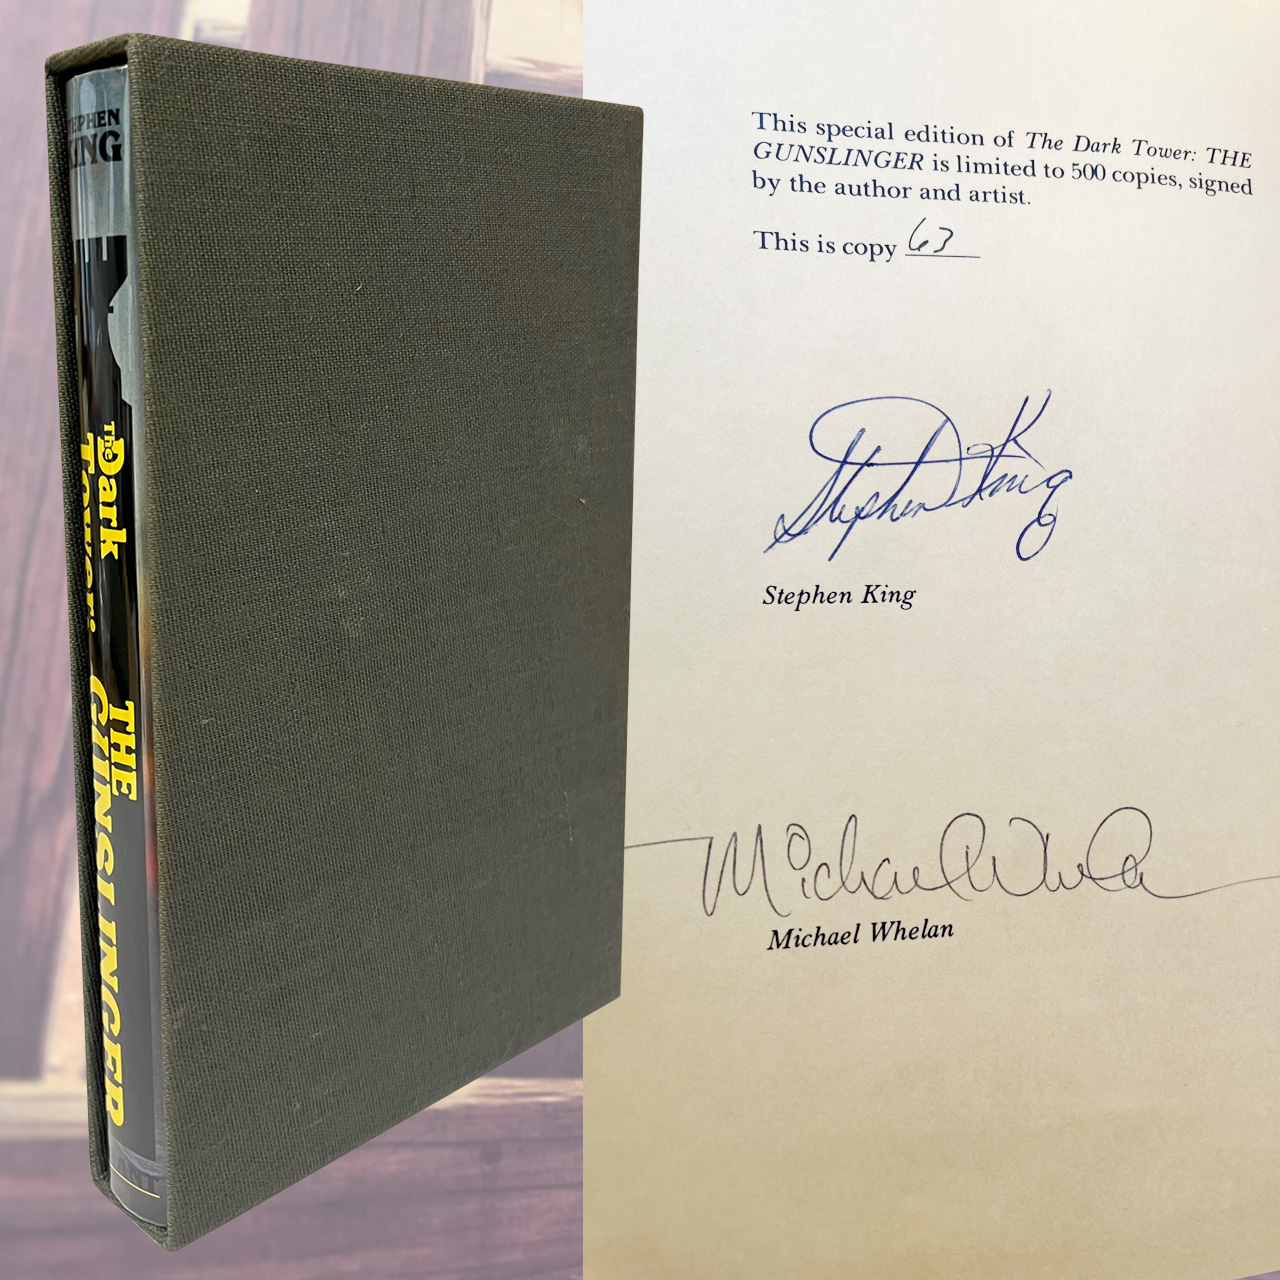 STEPHEN
KING
The Dark
Tower:
THE
GUNSLINGER
This special edition of The Dark Tower: THE
GUNSLINGER is limited to 500 copies, signed
by the author and artist.
This is copy 63
Stephen King
Stephen King
Michael Whelan
Michael Whelan